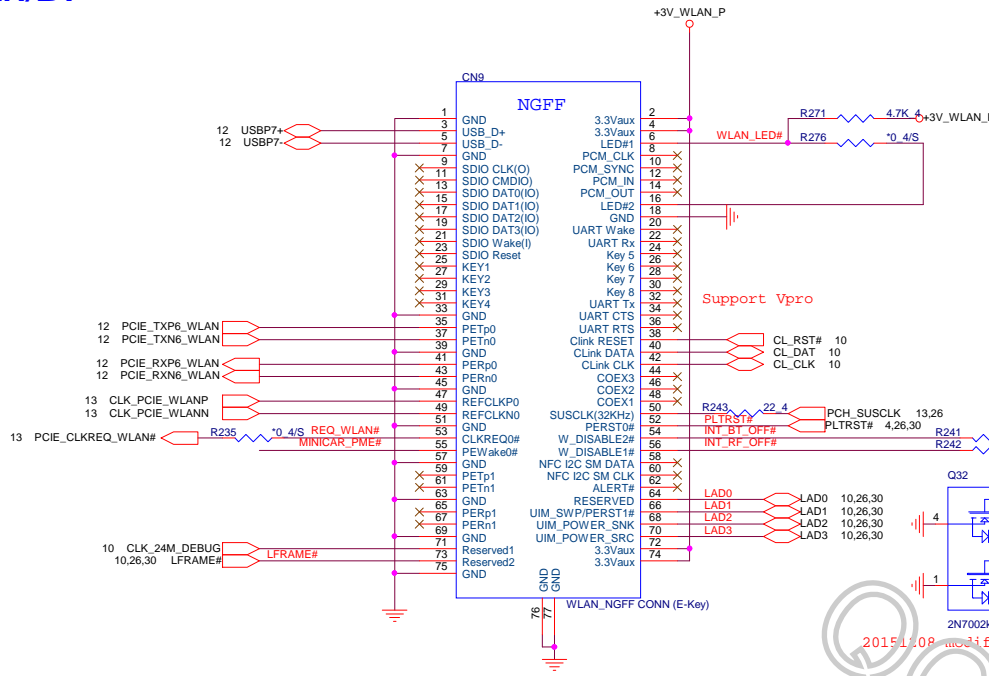 +3V_WLAN_P
CN9
NGFF
1 GND 3.3Vaux 2
12 USBP7+ 3 USB_D+ 3.3Vaux 4
12 USBP7- 5 USB_D- LED#1 6 WLAN_LED#
R271 4.7K_4 +3V_WLAN_
R276 *0_4/S
7 GND PCM_CLK 8
9 SDIO CLK(O) PCM_SYNC 10
11 SDIO CMDIO) PCM_IN 12
13 SDIO DAT0(IO) PCM_OUT 14
15 SDIO DAT1(IO) LED#2 16
17 SDIO DAT2(IO) GND 18
19 SDIO DAT3(IO) UART Wake 20
21 SDIO Wake(I) UART Rx 22
23 SDIO Reset Key 5 24
25 KEY1 Key 6 26
27 KEY2 Key 7 28
29 KEY3 Key 8 30
31 KEY4 UART Tx 32
Support Vpro
33 GND UART CTS 34
12 PCIE_TXP6_WLAN 35 PETp0 UART RTS 36
12 PCIE_TXN6_WLAN 37 PETn0 Clink RESET 38 CL_RST# 10
39 GND CLink DATA 40 CL_DAT 10
12 PCIE_RXP6_WLAN 41 PERp0 CLink CLK 42 CL_CLK 10
12 PCIE_RXN6_WLAN 43 PERn0 COEX3 44
45 GND COEX2 46
13 CLK_PCIE_WLANP 47 REFCLKP0 COEX1 48
13 CLK_PCIE_WLANN 49 REFCLKN0 SUSCLK(32KHz) 50 R243 22_4 PCH_SUSCLK 13,26
51 GND PERST0# 52 PLTRST# PLTRST# 4,26,30
13 PCIE_CLKREQ_WLAN# R235 *0_4/S REQ_WLAN# 53 CLKREQ0# W_DISABLE2# 54 INT_BT_OFF# R241
MINICAR_PME# 55 PEWake0# W_DISABLE1# 56 INT_RF_OFF# R242
57 GND NFC I2C SM DATA 58
59 PETp1 NFC I2C SM CLK 60
61 PETn1 ALERT# 62
63 GND RESERVED 64 LAD0 LAD0 10,26,30
65 PERp1 UIM_SWP/PERST1# 66 LAD1 LAD1 10,26,30
67 PERn1 UIM_POWER_SNK 68 LAD2 LAD2 10,26,30
69 GND UIM_POWER_SRC 70 LAD3 LAD3 10,26,30
10 CLK_24M_DEBUG 71 Reserved1 3.3Vaux 72
10,26,30 LFRAME# LFRAME# 73 Reserved2 3.3Vaux 74
75 GND
GND GND
76 77
WLAN_NGFF CONN (E-Key)
Q32
4
1
2N7002K